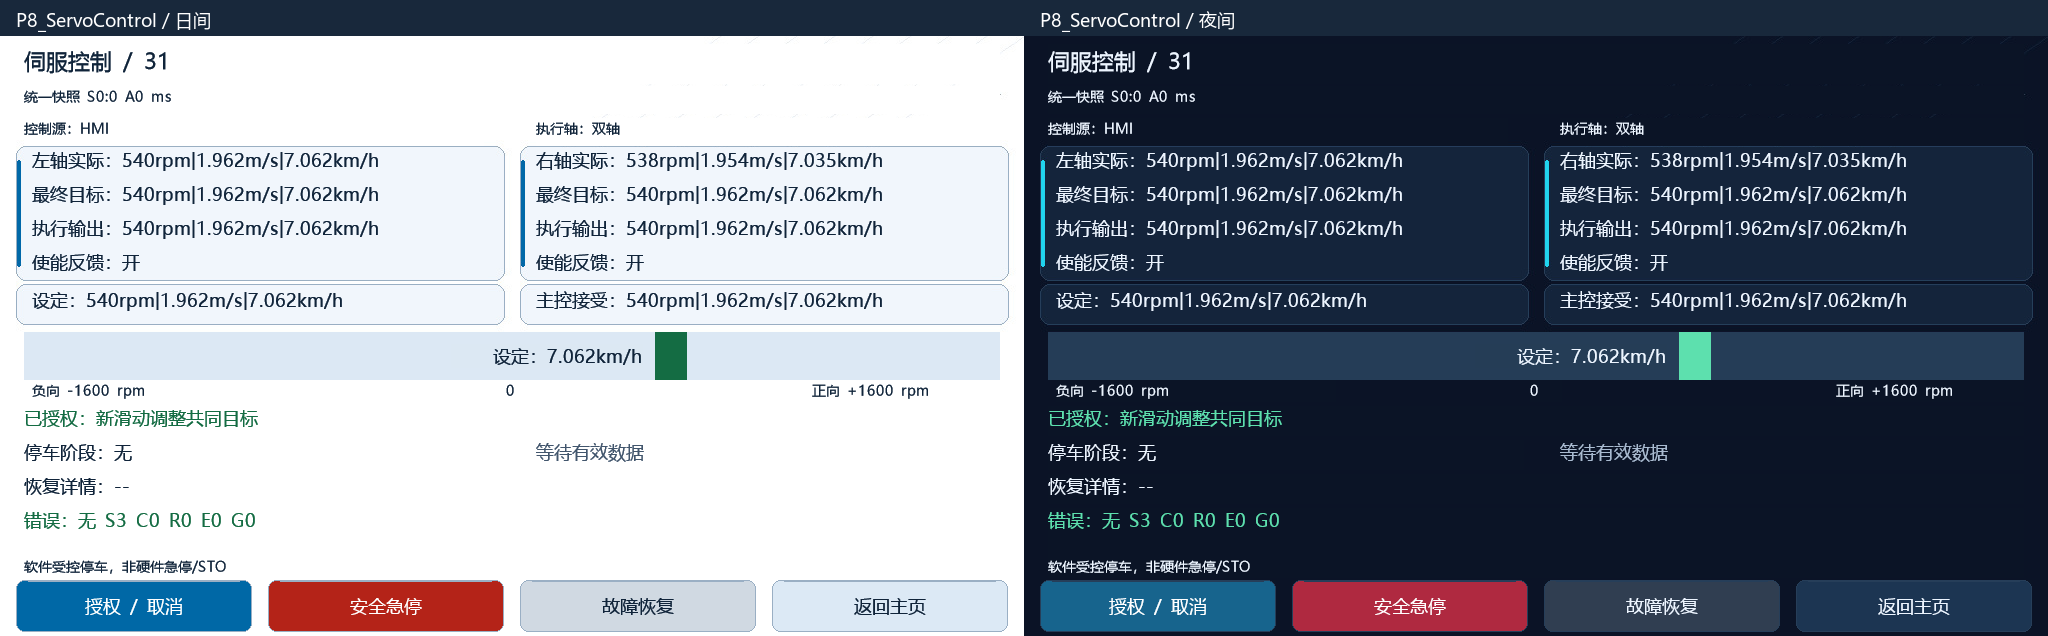 P8_ServoControl / 日间
伺服控制 / 31
统一快照 S0:0 A0 ms
控制源：HMI
执行轴：双轴
左轴实际：540rpm|1.962m/s|7.062km/h
最终目标：540rpm|1.962m/s|7.062km/h
执行输出：540rpm|1.962m/s|7.062km/h
使能反馈：开
右轴实际：538rpm|1.954m/s|7.035km/h
最终目标：540rpm|1.962m/s|7.062km/h
执行输出：540rpm|1.962m/s|7.062km/h
使能反馈：开
设定：540rpm|1.962m/s|7.062km/h
主控接受：540rpm|1.962m/s|7.062km/h
设定：7.062km/h
负向 -1600 rpm
0
正向 +1600 rpm
已授权：新滑动调整共同目标
停车阶段：无
等待有效数据
恢复详情：--
错误：无 S3 C0 R0 E0 G0
软件受控停车，非硬件急停/STO
授权 / 取消
安全急停
故障恢复
返回主页
P8_ServoControl / 夜间
伺服控制 / 31
统一快照 S0:0 A0 ms
控制源：HMI
执行轴：双轴
左轴实际：540rpm|1.962m/s|7.062km/h
最终目标：540rpm|1.962m/s|7.062km/h
执行输出：540rpm|1.962m/s|7.062km/h
使能反馈：开
右轴实际：538rpm|1.954m/s|7.035km/h
最终目标：540rpm|1.962m/s|7.062km/h
执行输出：540rpm|1.962m/s|7.062km/h
使能反馈：开
设定：540rpm|1.962m/s|7.062km/h
主控接受：540rpm|1.962m/s|7.062km/h
设定：7.062km/h
负向 -1600 rpm
0
正向 +1600 rpm
已授权：新滑动调整共同目标
停车阶段：无
等待有效数据
恢复详情：--
错误：无 S3 C0 R0 E0 G0
软件受控停车，非硬件急停/STO
授权 / 取消
安全急停
故障恢复
返回主页